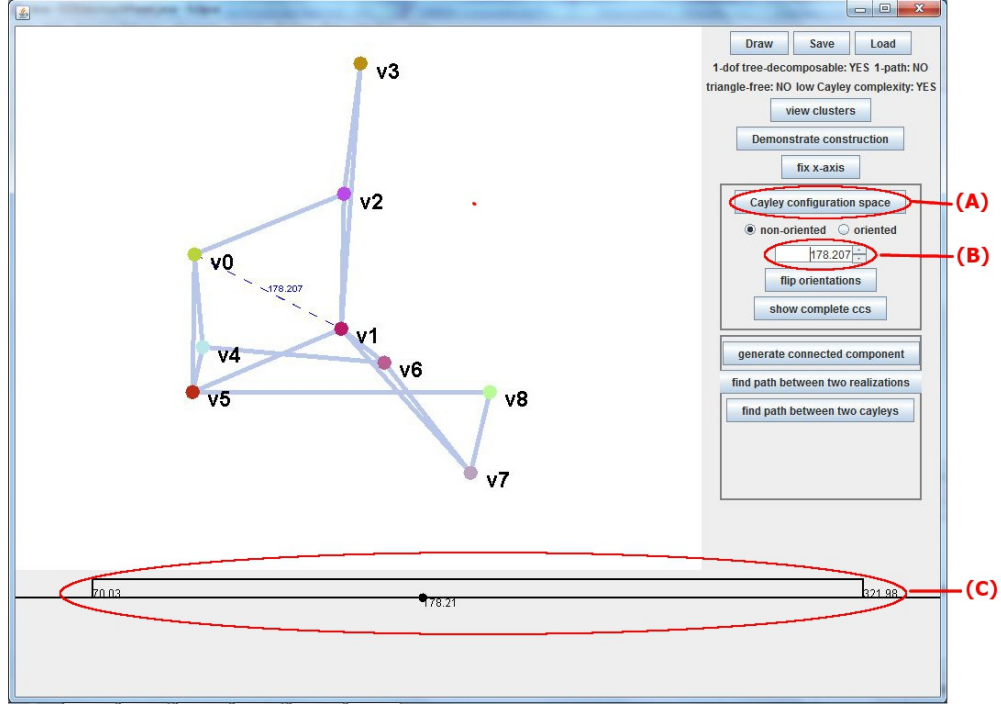 Draw Save Load
1-dof tree-decomposable: YES 1-path: NO
triangle-free: NO low Cayley complexity: YES
view clusters
Demonstrate construction
fix x-axis
Cayley configuration space
(A)
non-oriented oriented
178.207
(B)
flip orientations
show complete ccs
generate connected component
find path between two realizations
find path between two cayleys
v3
v2
v0
178.207
v1
v4
v6
v5
v8
v7
70.03
178.21
321.98
(C)